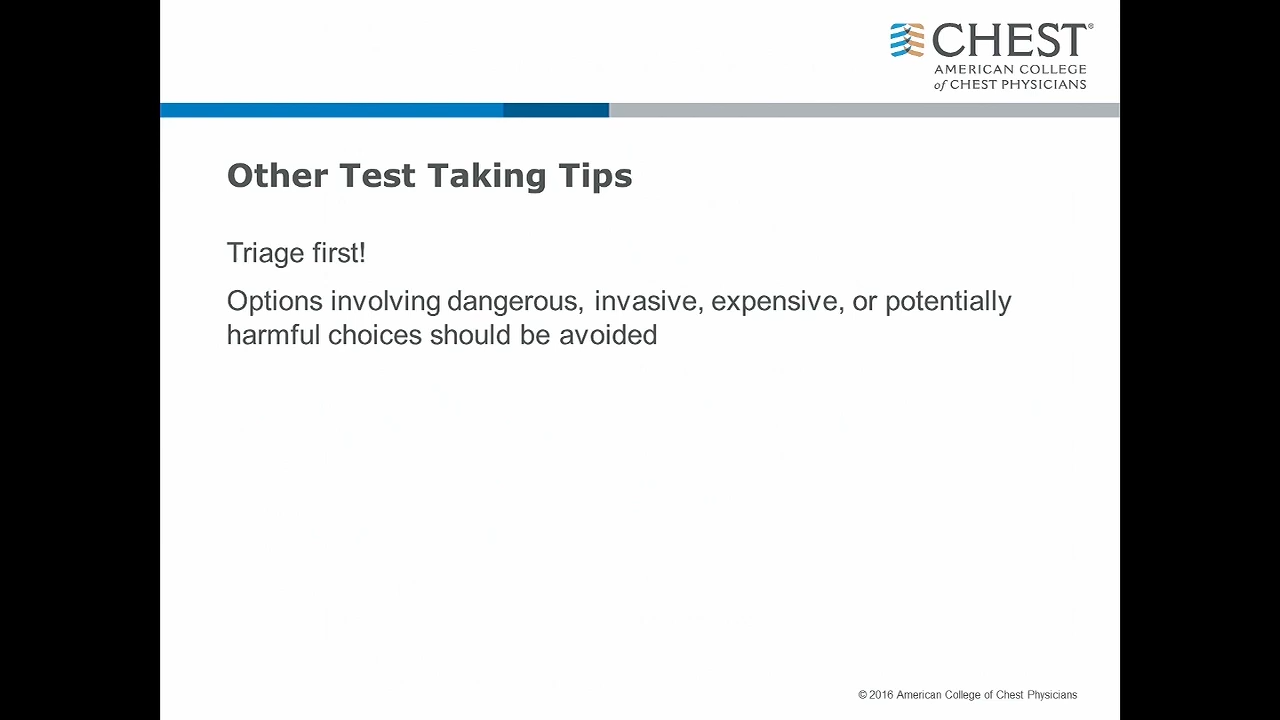 CHEST®
AMERICAN COLLEGE
of CHEST PHYSICIANS
Other Test Taking Tips
Triage first!
Options involving dangerous, invasive, expensive, or potentially
harmful choices should be avoided
© 2016 American College of Chest Physicians